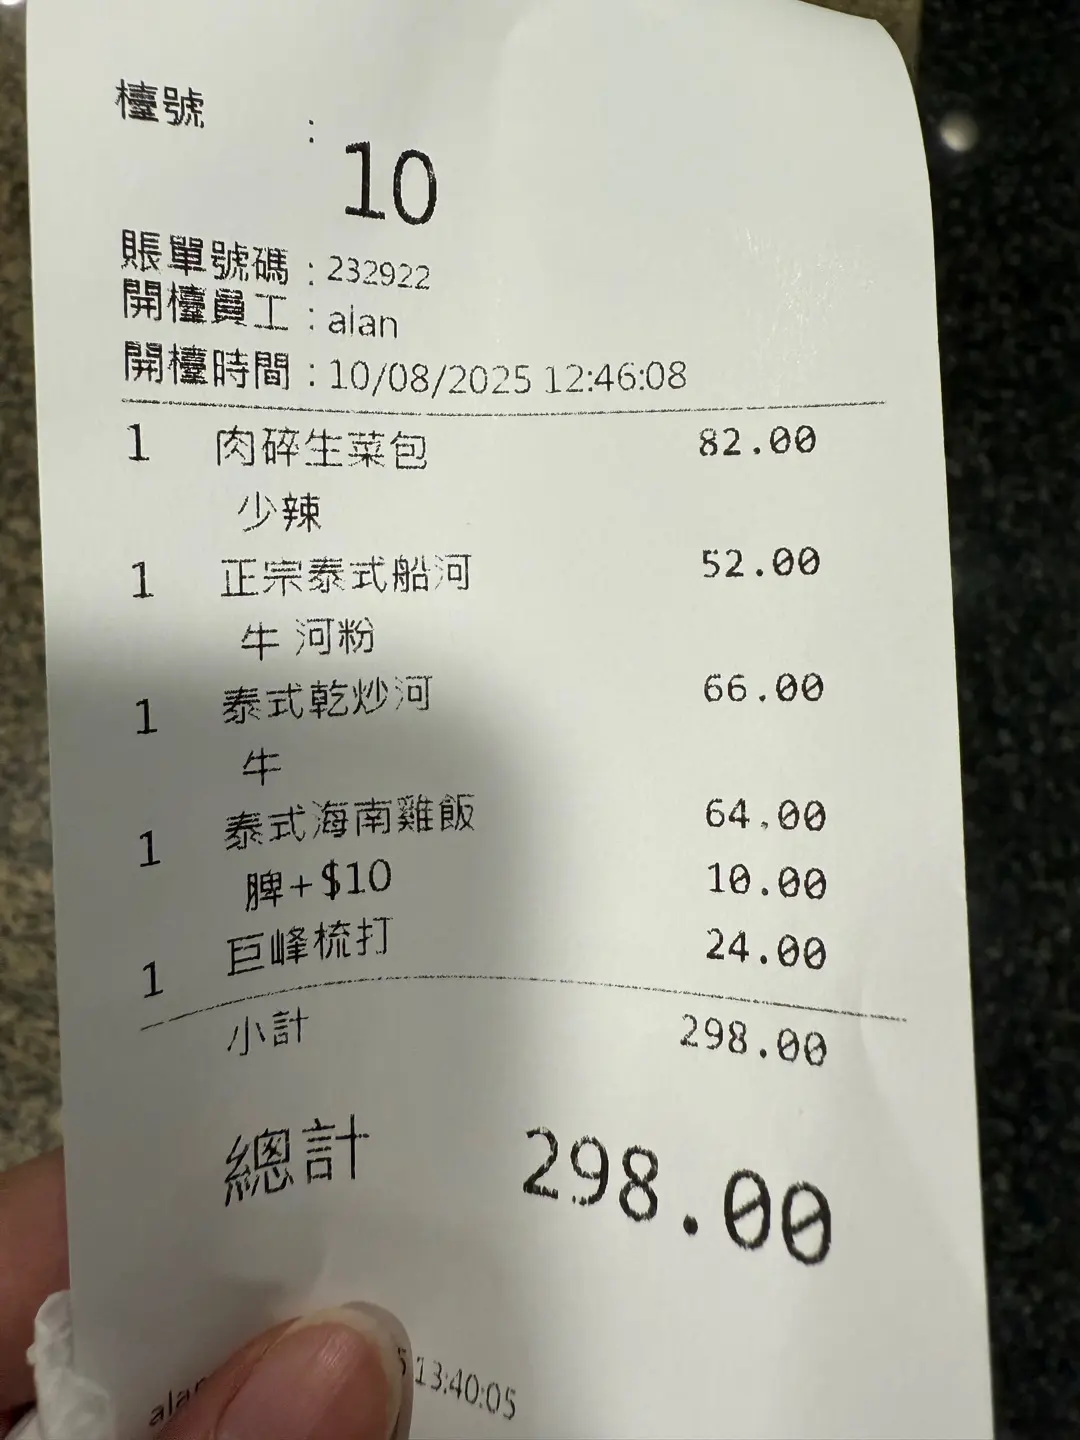 檯號 :
10
賬單號碼 : 232922
開檯員工 : alan
開檯時間 : 10/08/2025 12:46:08
1 肉碎生菜包 82.00
少辣
1 正宗泰式船河 52.00
牛 河粉
1 泰式乾炒河 66.00
牛
1 泰式海南雞飯 64.00
脾+$10 10.00
1 巨峰梳打 24.00
小計 298.00
總計 298.00
13:40:05